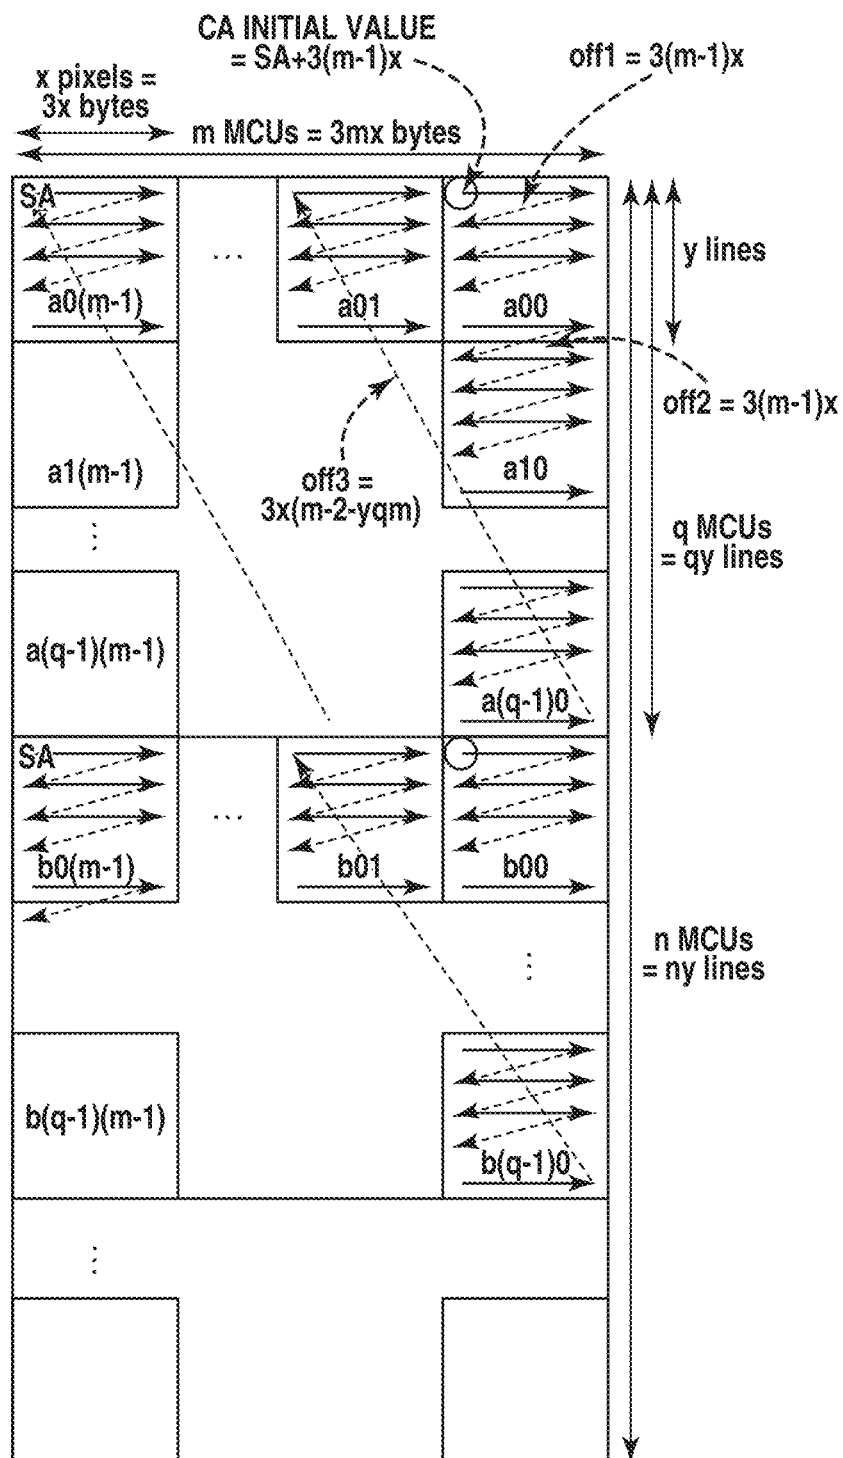 CA INITIAL VALUE
= SA+3(m-1)x
off1 = 3(m-1)x
x pixels =
3x bytes
m MCUs = 3mx bytes
SA
...
y lines
a0(m-1)
a01
a00
off2 = 3(m-1)x
a1(m-1)
off3 =
3x(m-2-yqm)
a10
q MCUs
= qy lines
a(q-1)(m-1)
a(q-1)0
SA
...
b0(m-1)
b01
b00
n MCUs
= ny lines
b(q-1)(m-1)
b(q-1)0